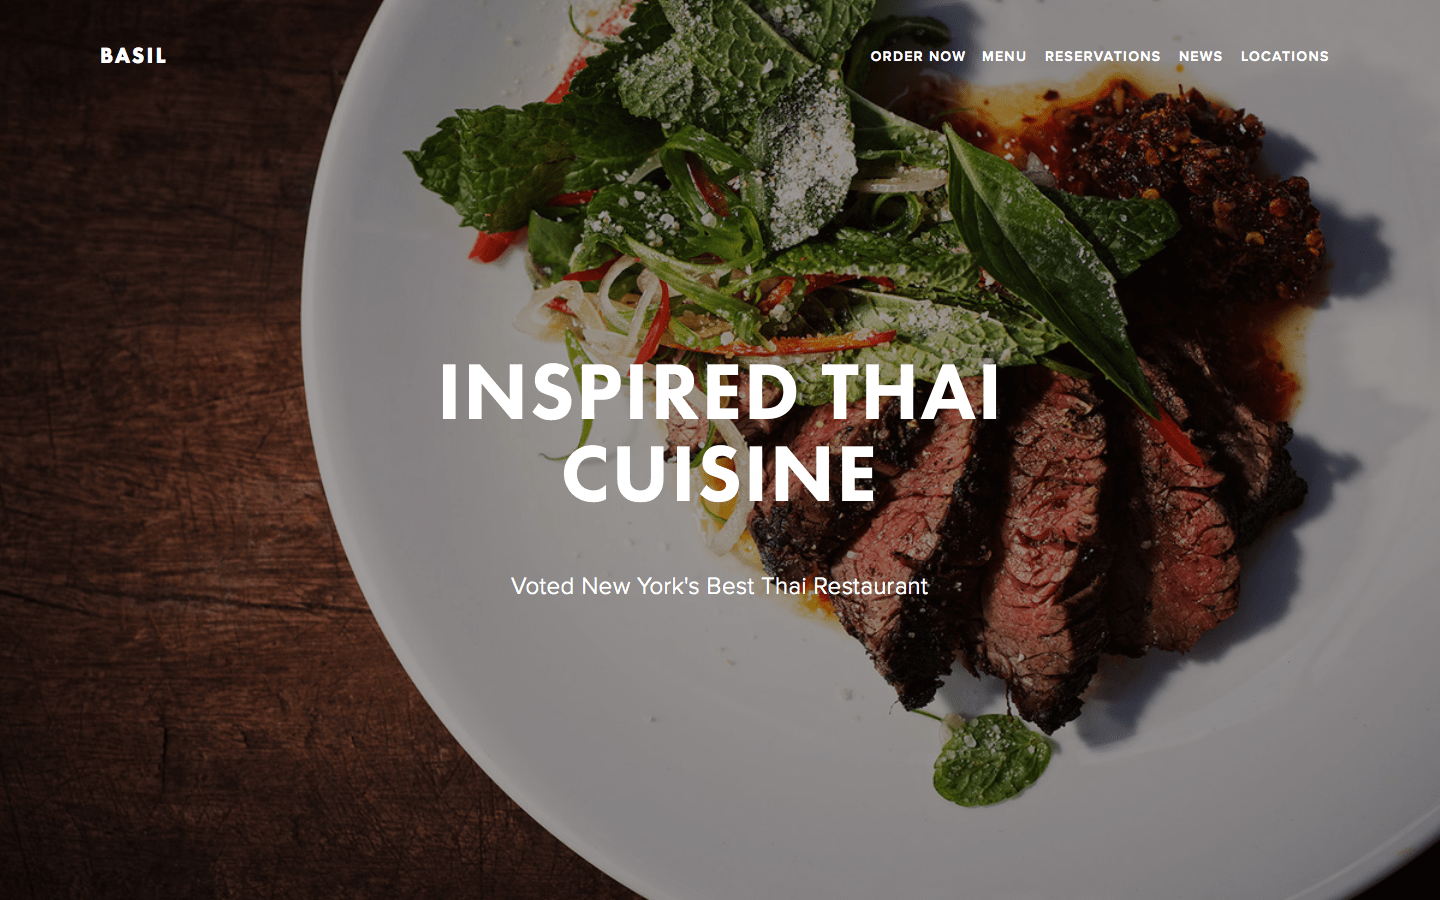 BASIL
ORDER NOW MENU RESERVATIONS NEWS LOCATIONS
INSPIRED THAI
CUISINE
Voted New York's Best Thai Restaurant